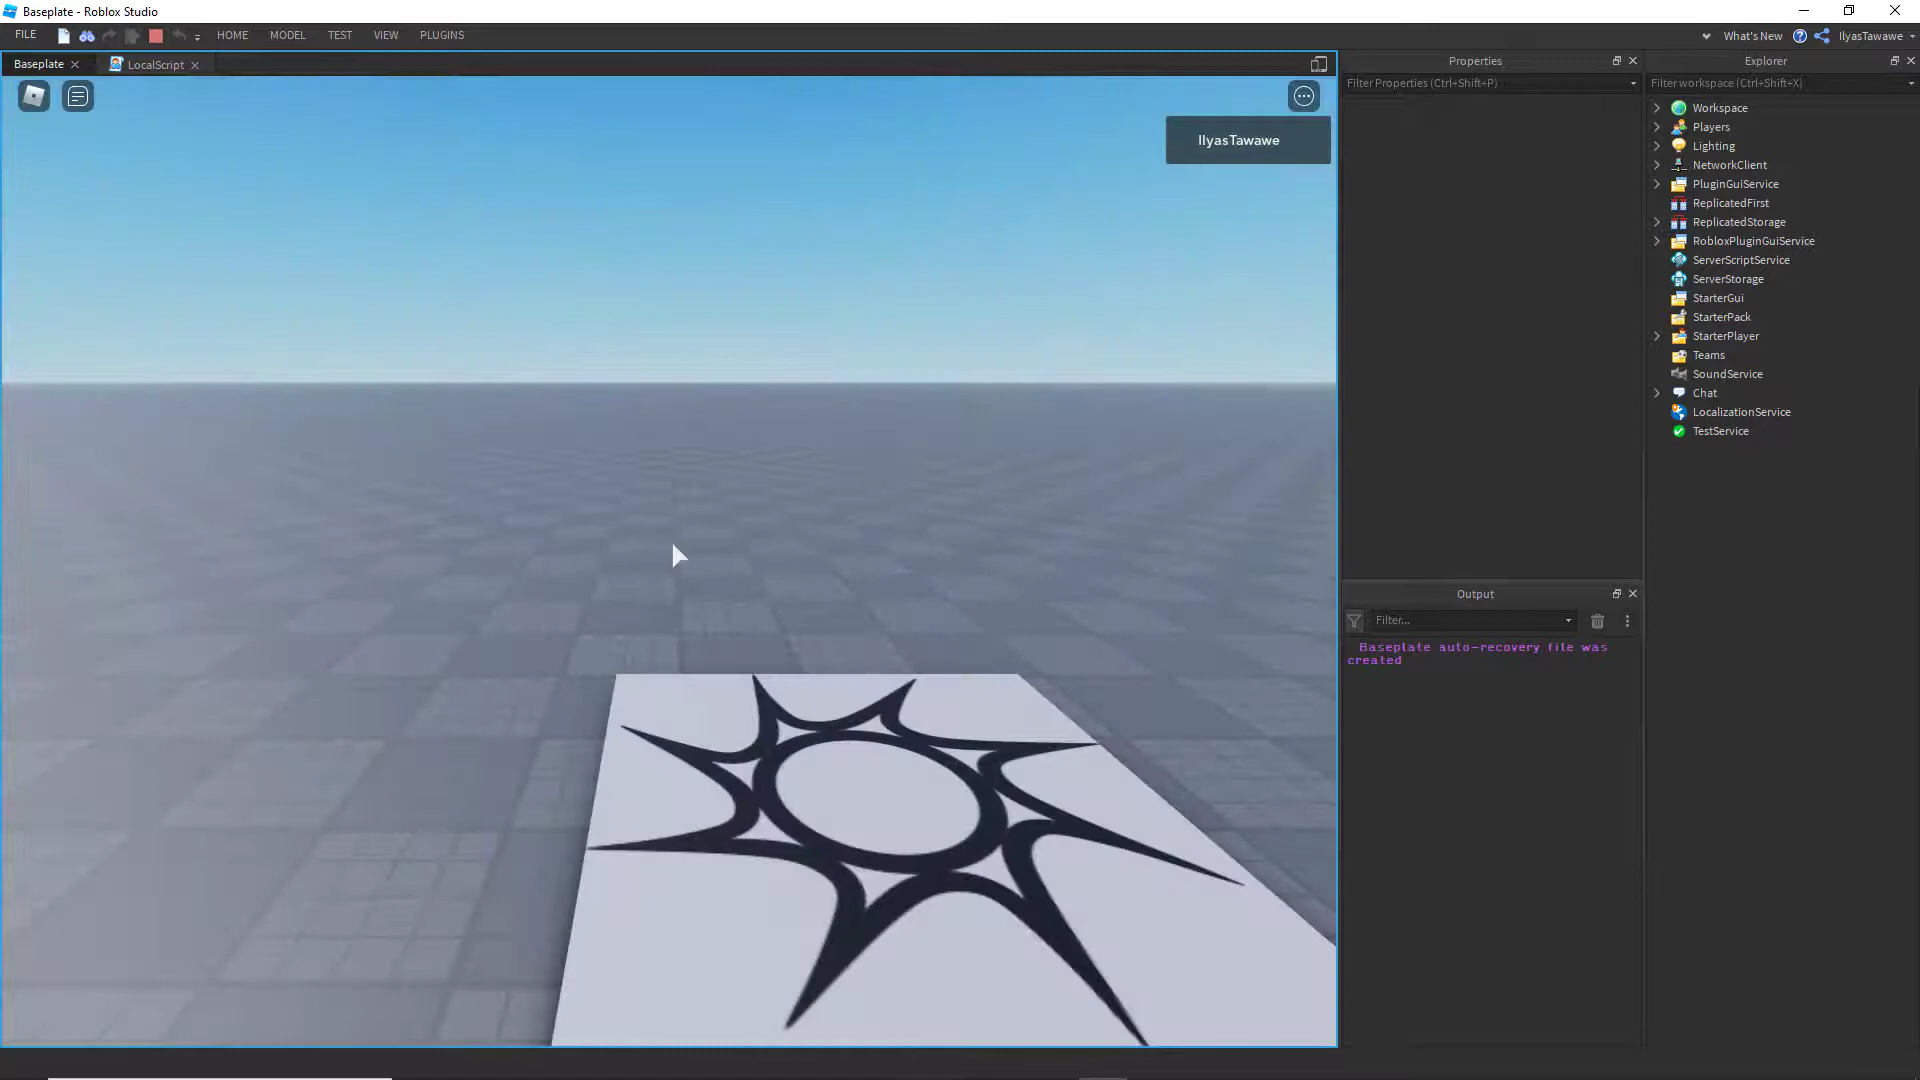 Baseplate - Roblox Studio
FILE
HOME
MODEL
TEST
VIEW
PLUGINS
What's New
IlyasTawawe
Baseplate
LocalScript
IlyasTawawe
Properties
Filter Properties (Ctrl+Shift+P)
Output
Filter...
Baseplate auto-recovery file was
created
Explorer
Filter workspace (Ctrl+Shift+X)
Workspace
Players
Lighting
NetworkClient
PluginGuiService
ReplicatedFirst
ReplicatedStorage
RobloxPluginGuiService
ServerScriptService
ServerStorage
StarterGui
StarterPack
StarterPlayer
Teams
SoundService
Chat
LocalizationService
TestService